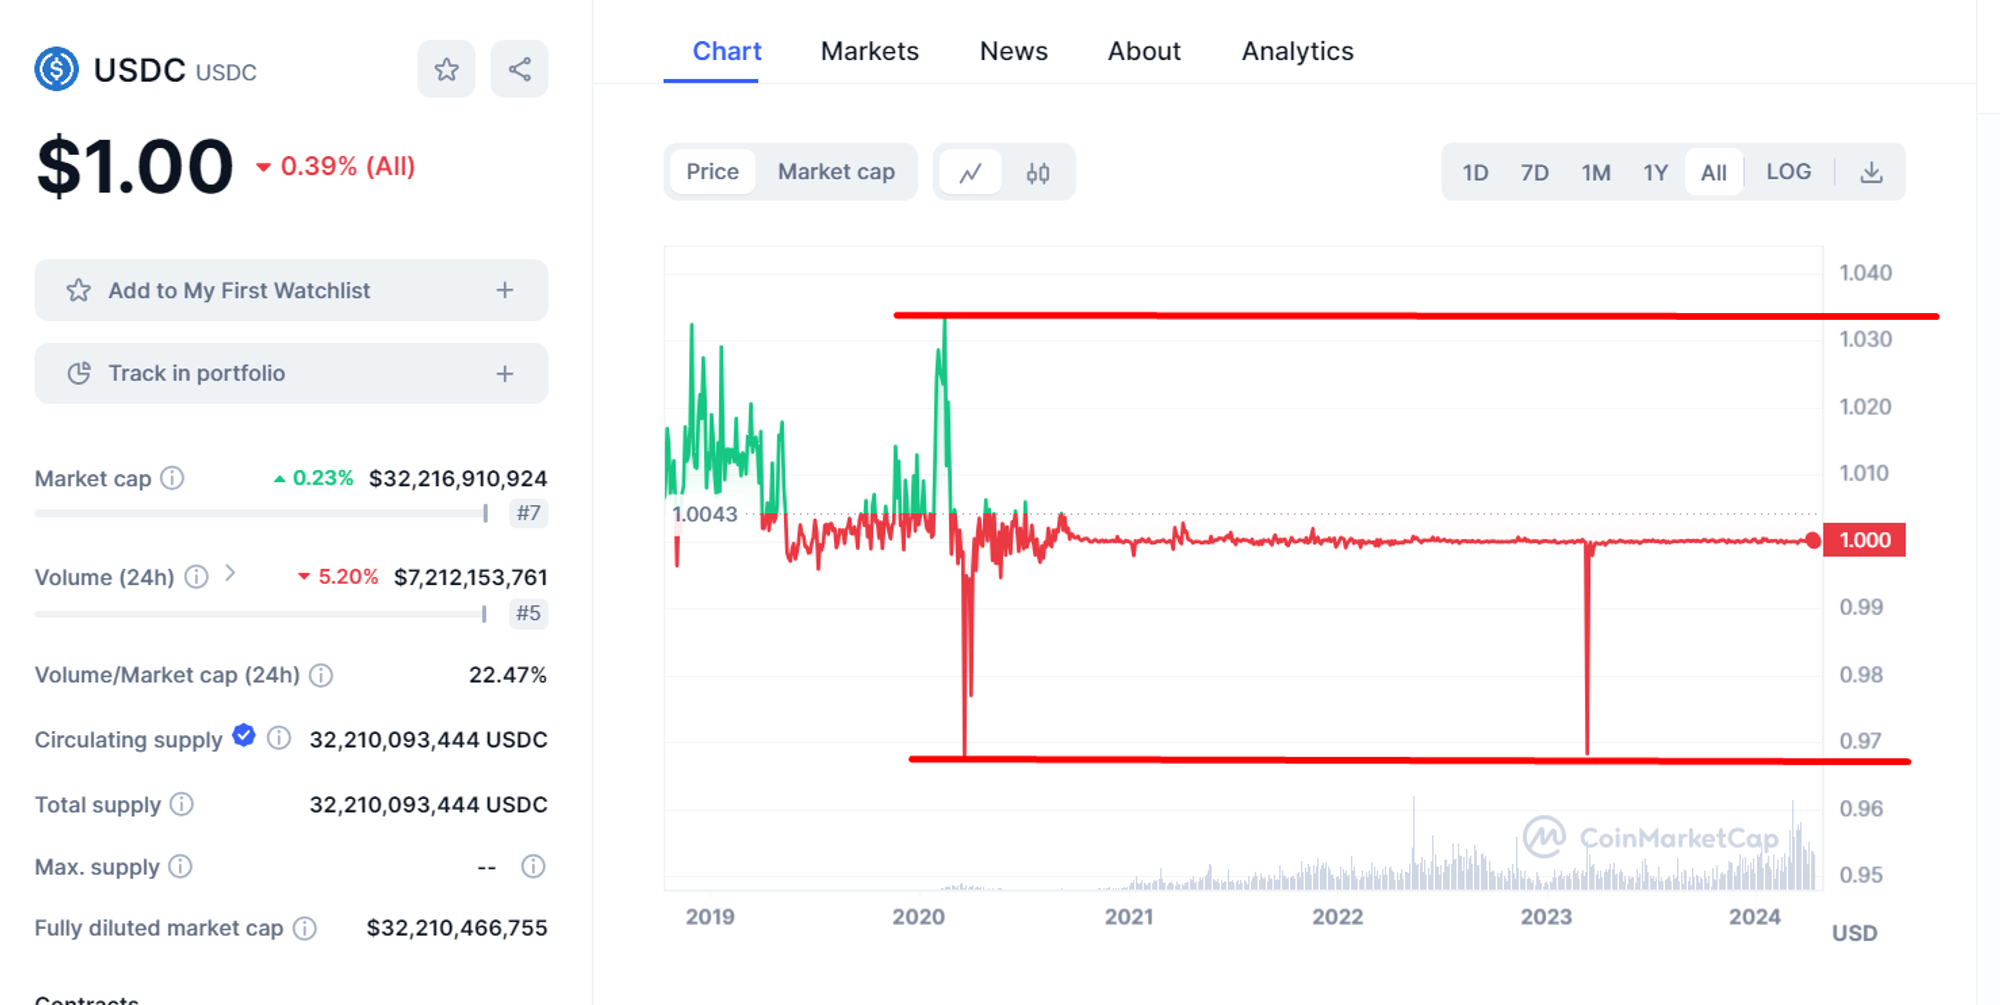 USDC USDC
$1.00 0.39% (All)
Add to My First Watchlist +
Track in portfolio +
Market cap 0.23% $32,216,910,924
#7
Volume (24h) 5.20% $7,212,153,761
#5
Volume/Market cap (24h) 22.47%
Circulating supply 32,210,093,444 USDC
Total supply 32,210,093,444 USDC
Max. supply --
Fully diluted market cap $32,210,466,755
Contracts
Chart Markets News About Analytics
Price Market cap 1D 7D 1M 1Y All LOG
1.040
1.030
1.020
1.010
1.0043
1.000
0.99
0.98
0.97
0.96
CoinMarketCap
0.95
2019 2020 2021 2022 2023 2024
USD